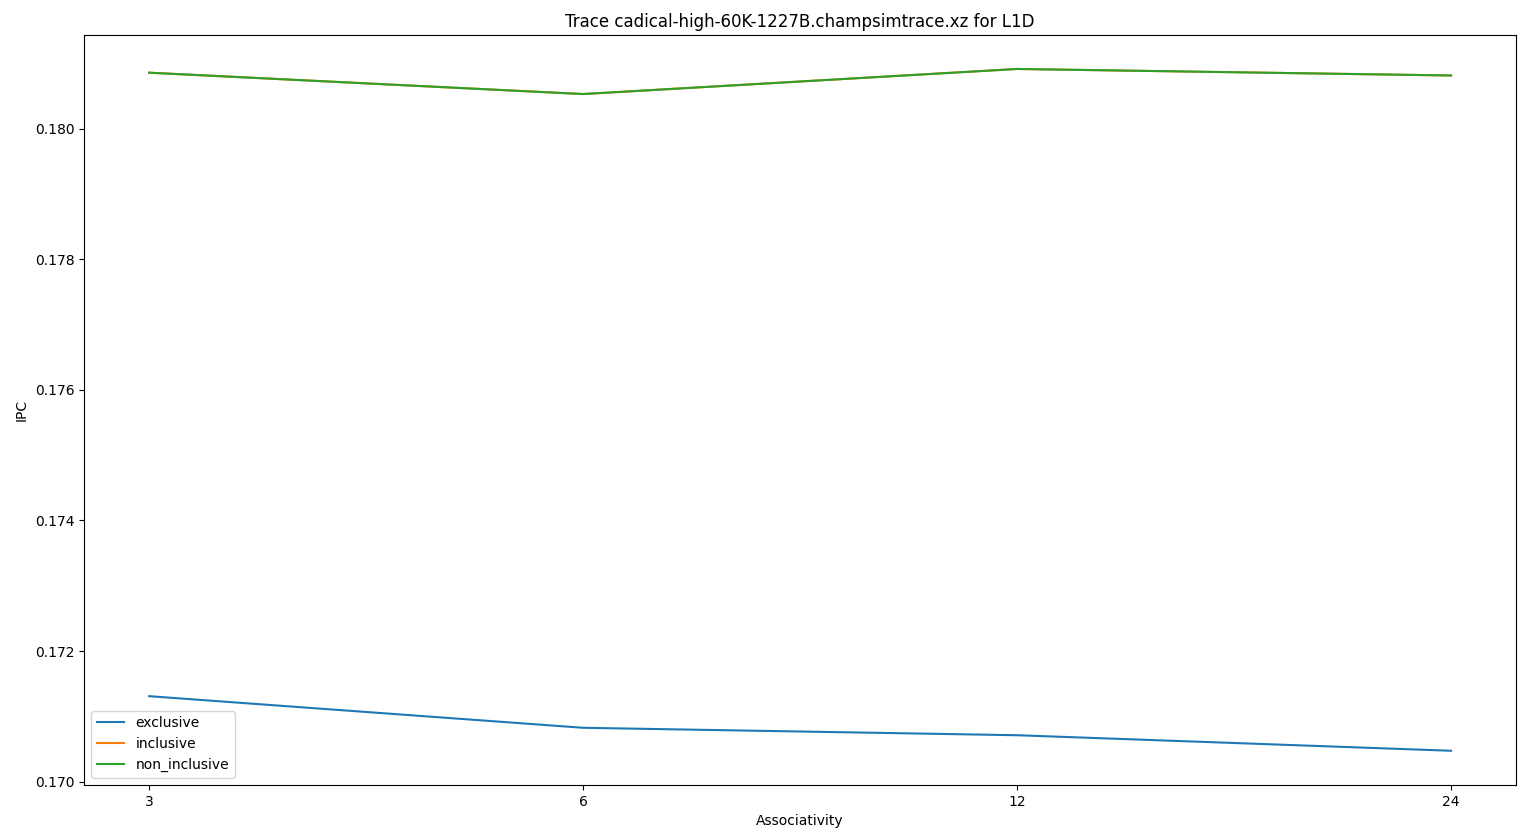 Trace cadical-high-60K-1227B.champsimtrace.xz for L1D
0.180
0.178
0.176
0.174
0.172
0.170
IPC
exclusive
inclusive
non_inclusive
3
6
12
24
Associativity